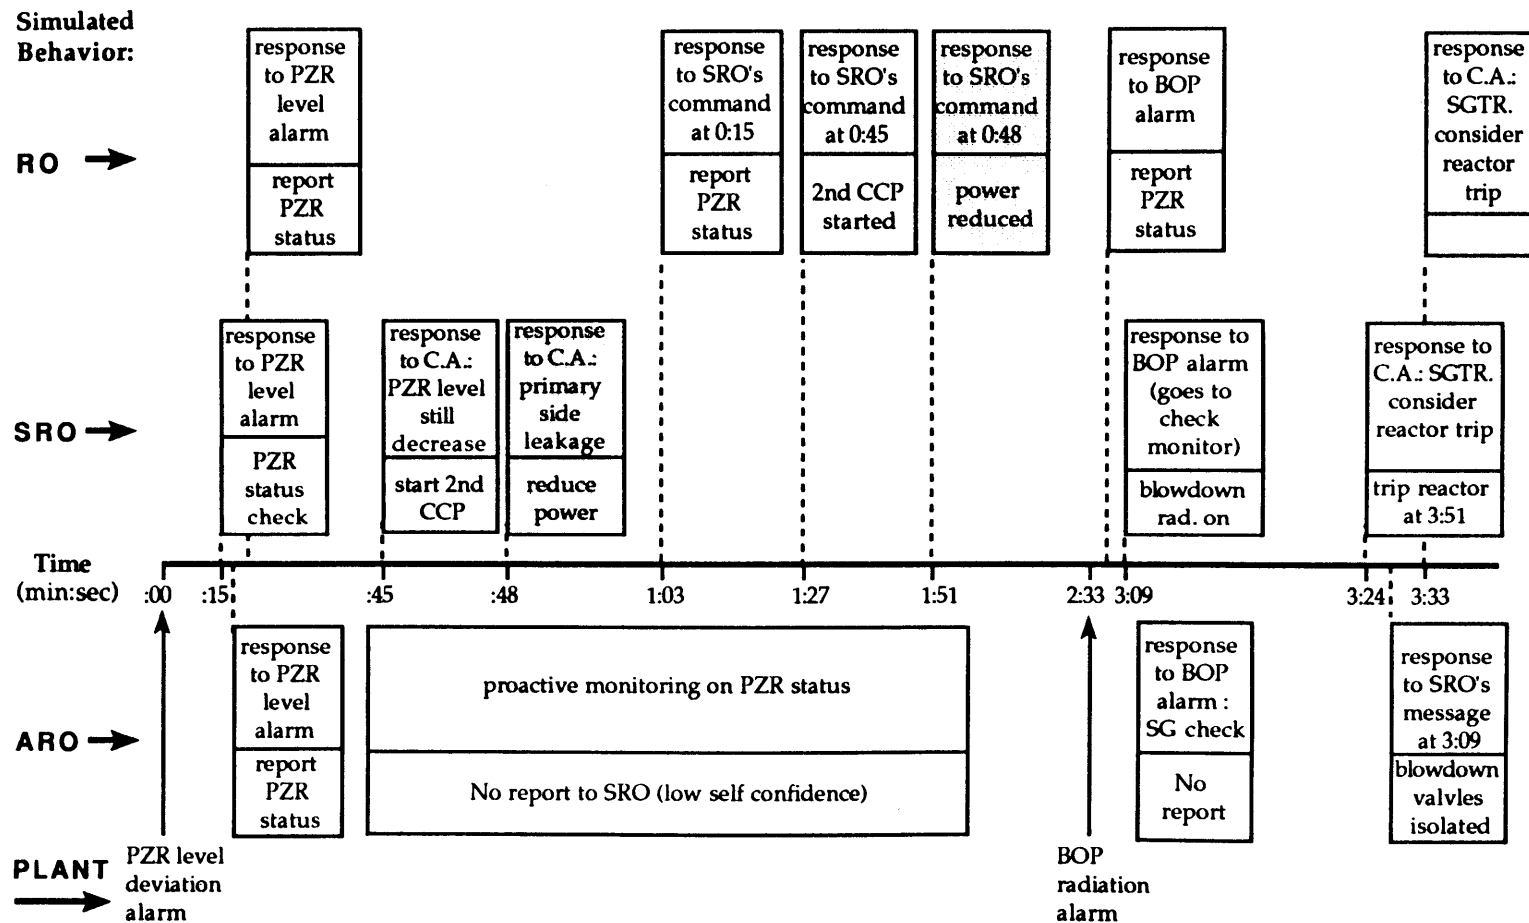 Simulated
Behavior:
RO
response
to PZR
level
alarm
report
PZR
status
response
to SRO's
command
at 0:15
report
PZR
status
response
to SRO's
command
at 0:45
2nd CCP
started
response
to SRO's
command
at 0:48
power
reduced
response
to BOP
alarm
report
PZR
status
response
to C.A.:
SGTR.
consider
reactor
trip
SRO
response
to PZR
level
alarm
PZR
status
check
response
to C.A.:
PZR level
still
decrease
start 2nd
CCP
response
to C.A.:
primary
side
leakage
reduce
power
response to
BOP alarm
(goes to
check
monitor)
blowdown
rad. on
response to
C.A.: SGTR.
consider
reactor trip
trip reactor
at 3:51
Time
(min:sec)
:00
:15
:45
:48
1:03
1:27
1:51
2:33
3:09
3:24
3:33
ARO
response
to PZR
level
alarm
report
PZR
status
proactive monitoring on PZR status
No report to SRO (low self confidence)
response
to BOP
alarm :
SG check
No
report
response
to SRO's
message
at 3:09
blowdown
valvles
isolated
PLANT
PZR level
deviation
alarm
BOP
radiation
alarm